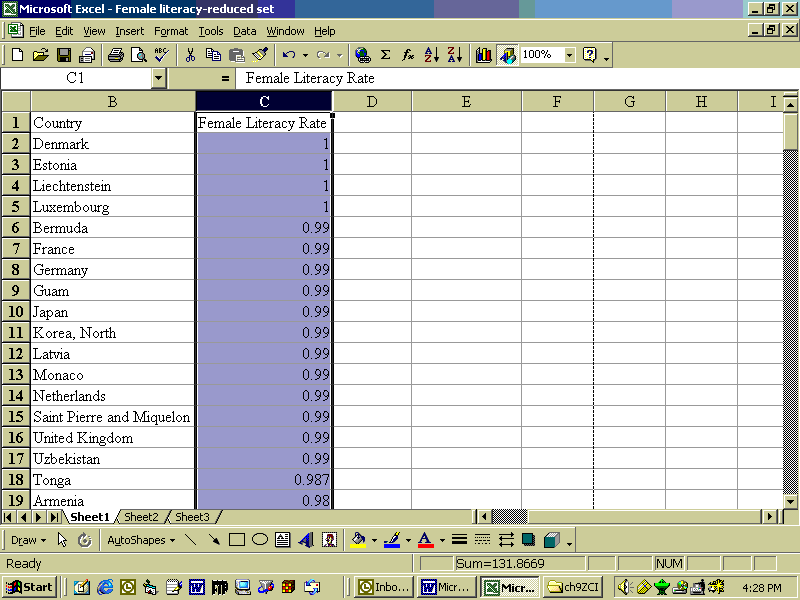 Microsoft Excel - Female literacy-reduced set
File Edit View Insert Format Tools Data Window Help
100%
C1 = Female Literacy Rate
B C D E F G H I
1 Country Female Literacy Rate
2 Denmark 1
3 Estonia 1
4 Liechtenstein 1
5 Luxembourg 1
6 Bermuda 0.99
7 France 0.99
8 Germany 0.99
9 Guam 0.99
10 Japan 0.99
11 Korea, North 0.99
12 Latvia 0.99
13 Monaco 0.99
14 Netherlands 0.99
15 Saint Pierre and Miquelon 0.99
16 United Kingdom 0.99
17 Uzbekistan 0.99
18 Tonga 0.987
19 Armenia 0.98
Sheet1 Sheet2 Sheet3
Draw AutoShapes
Ready Sum=131.8669 NUM
Start Inbo... Micr... Micr... ch9ZCI 4:28 PM